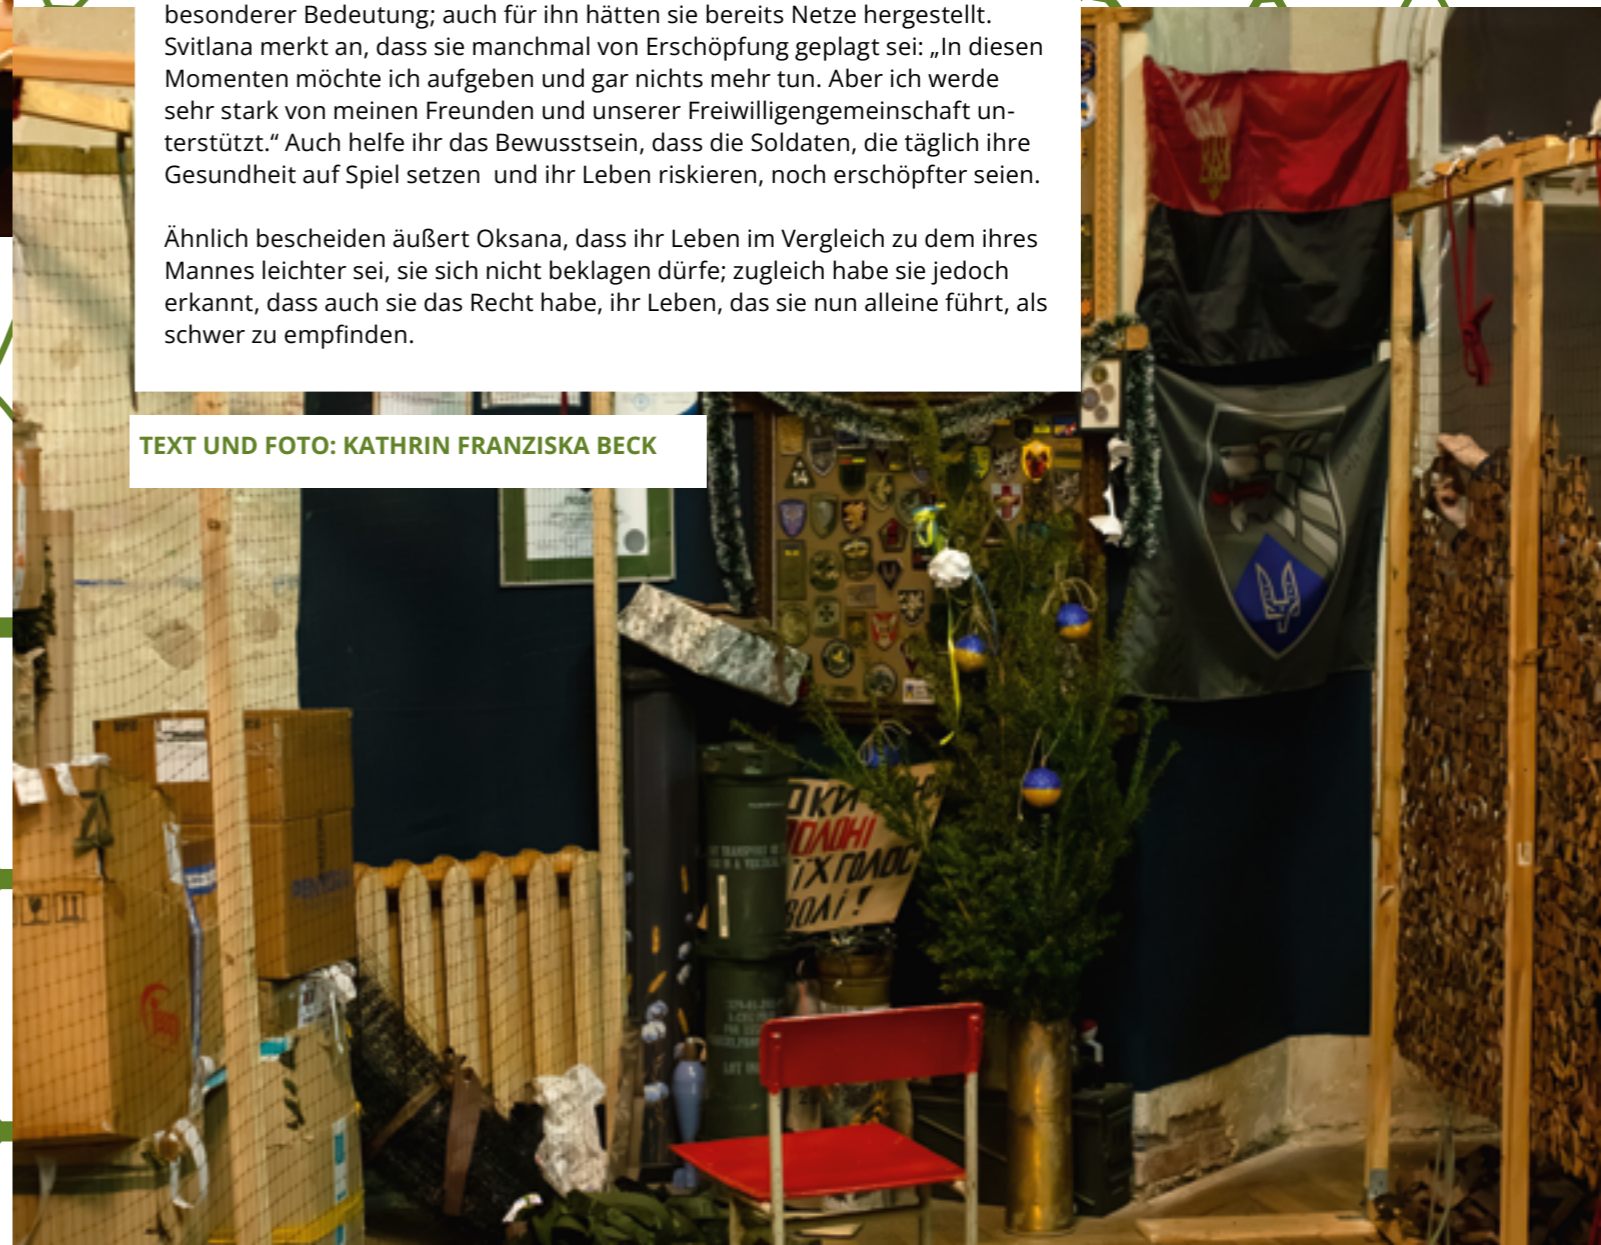 besonderer Bedeutung; auch für ihn hätten sie bereits Netze hergestellt.
Svitlana merkt an, dass sie manchmal von Erschöpfung geplagt sei: „In diesen
Momenten möchte ich aufgeben und gar nichts mehr tun. Aber ich werde
sehr stark von meinen Freunden und unserer Freiwilligengemeinschaft un-
terstützt.“ Auch helfe ihr das Bewusstsein, dass die Soldaten, die täglich ihre
Gesundheit auf Spiel setzen  und ihr Leben riskieren, noch erschöpfter seien.
Ähnlich bescheiden äußert Oksana, dass ihr Leben im Vergleich zu dem ihres
Mannes leichter sei, sie sich nicht beklagen dürfe; zugleich habe sie jedoch
erkannt, dass auch sie das Recht habe, ihr Leben, das sie nun alleine führt, als
schwer zu empfinden.
TEXT UND FOTO: KATHRIN FRANZISKA BECK
ЇХ ГОЛОС